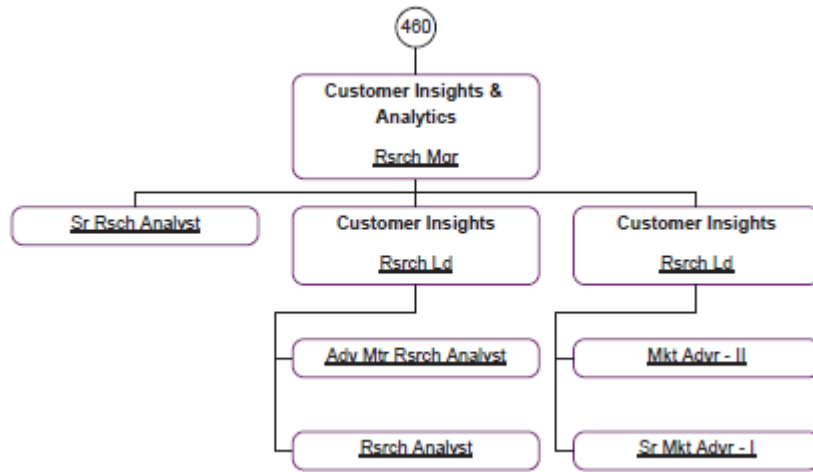 460
Customer Insights &
Analytics
Rsrch Mgr
Sr Rsch Analyst
Customer Insights
Rsrch Ld
Customer Insights
Rsrch Ld
Adv Mtr Rsrch Analyst
Mkt Advr - II
Rsrch Analyst
Sr Mkt Advr - I